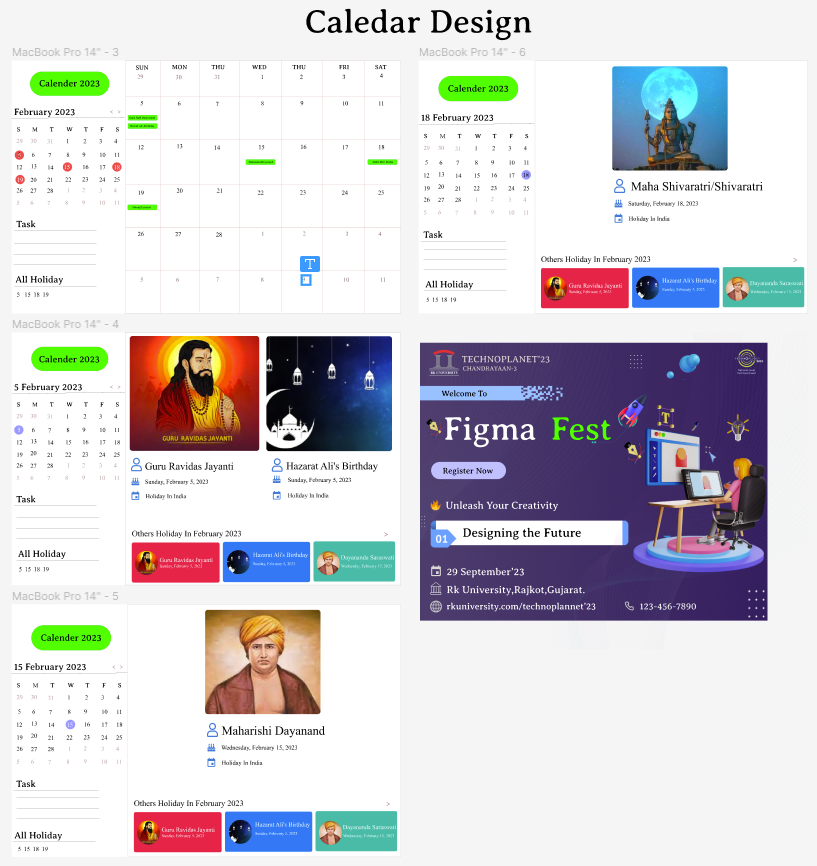 Caledar Design
MacBook Pro 14" - 3
Calender 2023
February 2023 < >
S M T W T F S
29 30 31 1 2 3 4
6 7 8 9 10 11
12 13 14 15 16 17 18
19 20 21 22 23 24 25
26 27 28 1 2 3 4
5 6 7 8 9 10 11
Task
All Holiday
5 15 18 19
SUN MON THU WED THU FRI SAT
29 30 31 1 2 3 4
5 6 7 8 9 10 11
12 13 14 15 16 17 18
19 20 21 22 23 24 25
26 27 28 1 2 3 4
T
5 6 7 8 10 11
MacBook Pro 14" - 6
Calender 2023
18 February 2023
S M T W T F S
29 30 31 1 2 3 4
5 6 7 8 9 10 11
12 13 14 15 16 17 18
19 20 21 22 23 24 25
26 27 28 1 2 3 4
5 6 7 8 9 10 11
Task
All Holiday
5 15 18 19
Maha Shivaratri/Shivaratri
Saturday, February 18, 2023
Holiday In India
Others Holiday In February 2023 >
Guru Ravidas Jayanti
Sunday, February 5, 2023
Hazarat Ali's Birthday
Sunday, February 5, 2023
Dayananda Saraswati
Wednesday, February 15, 2023
MacBook Pro 14" - 4
Calender 2023
5 February 2023 < >
S M T W T F S
29 30 31 1 2 3 4
5 6 7 8 9 10 11
12 13 14 15 16 17 18
19 20 21 22 23 24 25
26 27 28 1 2 3 4
5 6 7 8 9 10 11
Task
All Holiday
5 15 18 19
GURU RAVIDAS JAYANTI
Guru Ravidas Jayanti
Sunday, February 5, 2023
Holiday In India
Hazarat Ali's Birthday
Sunday, February 5, 2023
Holiday In India
Others Holiday In February 2023 >
Guru Ravidas Jayanti
Sunday, February 5, 2023
Hazarat Ali's Birthday
Sunday, February 5, 2023
Dayananda Saraswati
Wednesday, February 15, 2023
RK UNIVERSITY
TECHNOPLANET'23
CHANDRAYAAN-3
Welcome To
Figma Fest
T
Register Now
Unleash Your Creativity
01 Designing the Future
29 September'23
Rk University,Rajkot,Gujarat.
rkuniversity.com/technoplannet'23 123-456-7890
MacBook Pro 14" - 5
Calender 2023
15 February 2023 < >
S M T W T F S
29 30 31 1 2 3 4
5 6 7 8 9 10 11
12 13 14 15 16 17 18
19 20 21 22 23 24 25
26 27 28 1 2 3 4
5 6 7 8 9 10 11
Task
All Holiday
5 15 18 19
Maharishi Dayanand
Wednesday, February 15, 2023
Holiday In India
Others Holiday In February 2023 >
Guru Ravidas Jayanti
Sunday, February 5, 2023
Hazarat Ali's Birthday
Sunday, February 5, 2023
Dayananda Saraswati
Wednesday, February 15, 2023